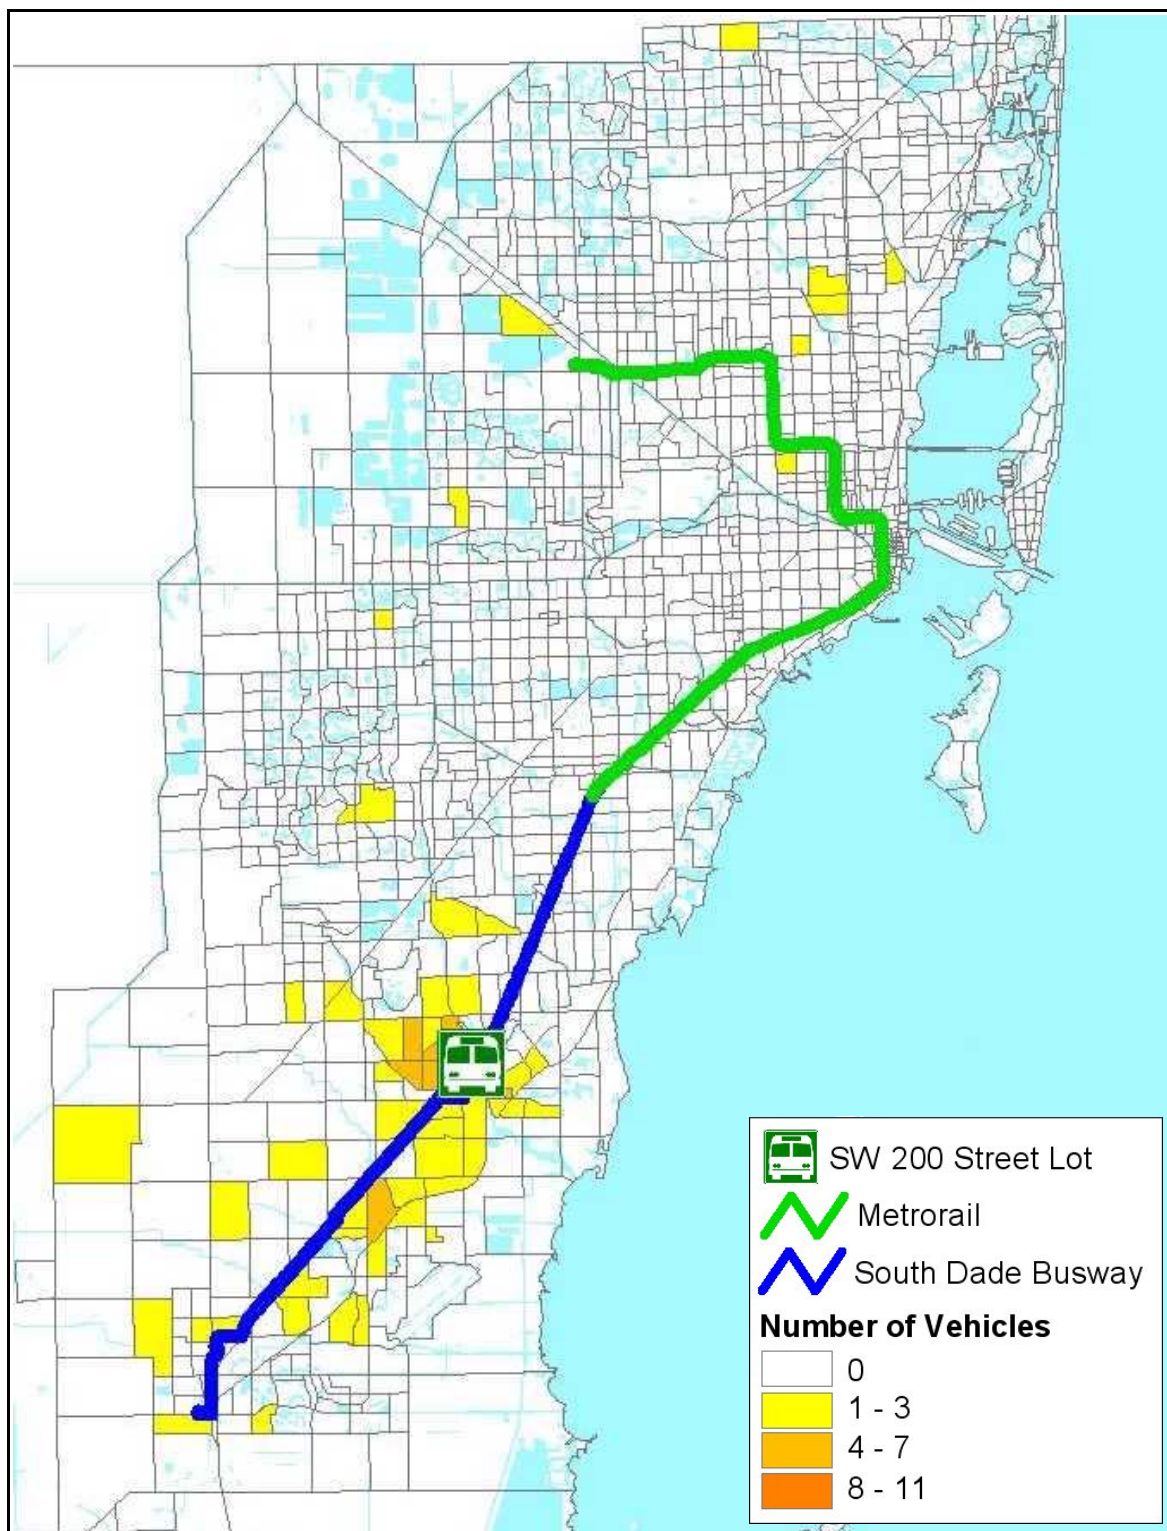 SW 200 Street Lot
Metrorail
South Dade Busway
Number of Vehicles
0
1 - 3
4 - 7
8 - 11